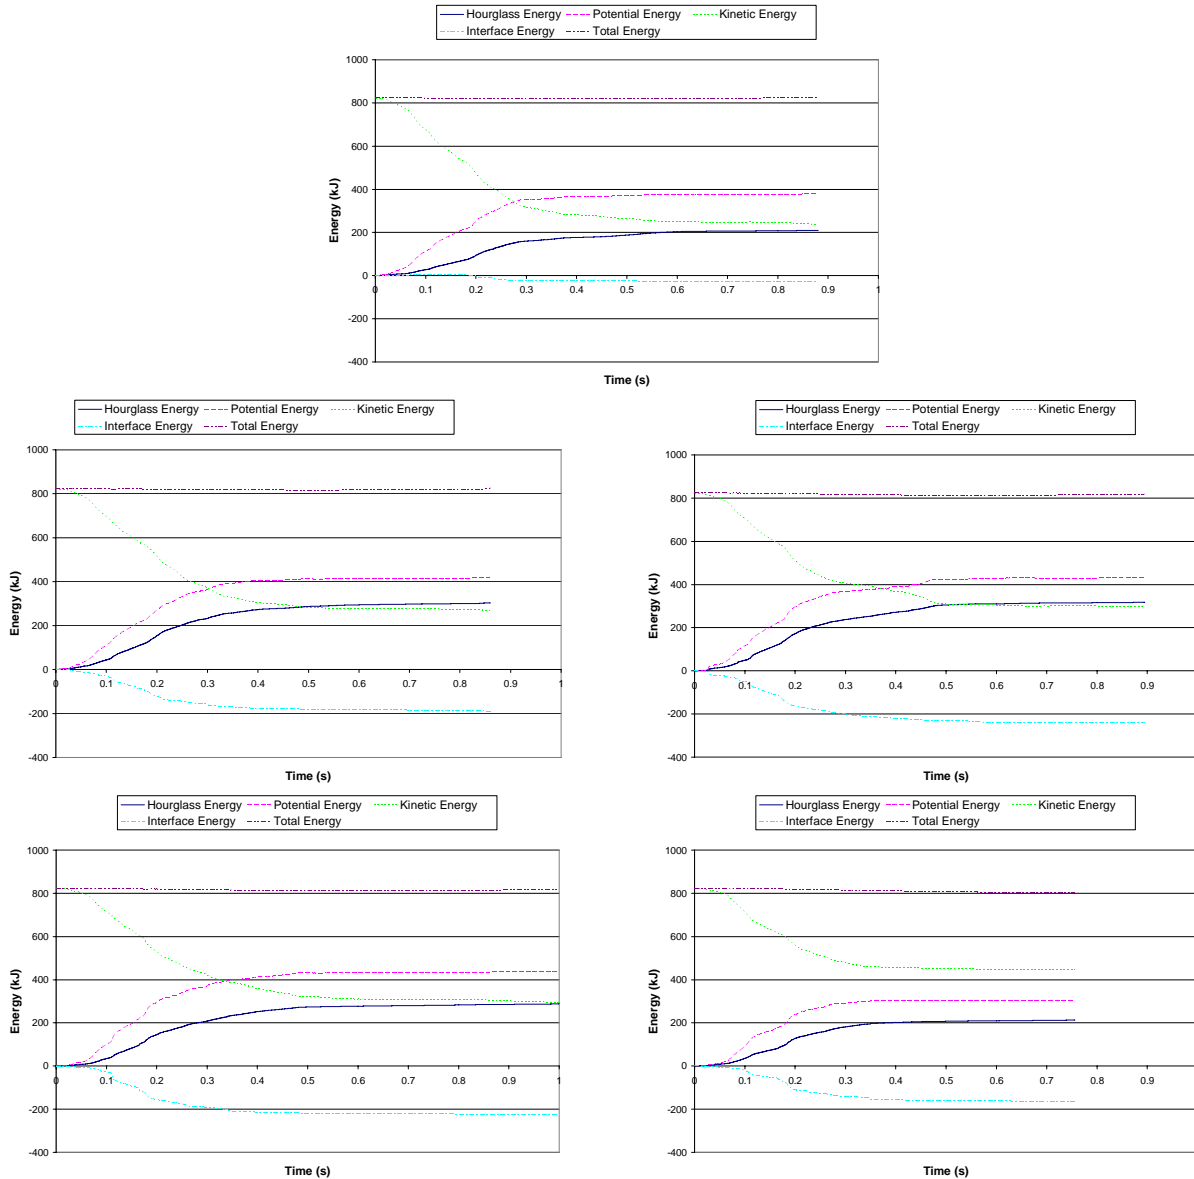 Hourglass Energy Potential Energy Kinetic Energy
Interface Energy Total Energy
1000
800
600
400
200
0
-200
-400
0 0.1 0.2 0.3 0.4 0.5 0.6 0.7 0.8 0.9 1
Energy (kJ)
Time (s)
Hourglass Energy Potential Energy Kinetic Energy
Interface Energy Total Energy
1000
800
600
400
200
0
-200
-400
0 0.1 0.2 0.3 0.4 0.5 0.6 0.7 0.8 0.9 1
Energy (kJ)
Time (s)
Hourglass Energy Potential Energy Kinetic Energy
Interface Energy Total Energy
1000
800
600
400
200
0
-200
-400
0 0.1 0.2 0.3 0.4 0.5 0.6 0.7 0.8 0.9
Energy (kJ)
Time (s)
Hourglass Energy Potential Energy Kinetic Energy
Interface Energy Total Energy
1000
800
600
400
200
0
-200
-400
0 0.1 0.2 0.3 0.4 0.5 0.6 0.7 0.8 0.9 1
Energy (kJ)
Time (s)
Hourglass Energy Potential Energy Kinetic Energy
Interface Energy Total Energy
1000
800
600
400
200
0
-200
-400
0 0.1 0.2 0.3 0.4 0.5 0.6 0.7 0.8 0.9
Energy (kJ)
Time (s)